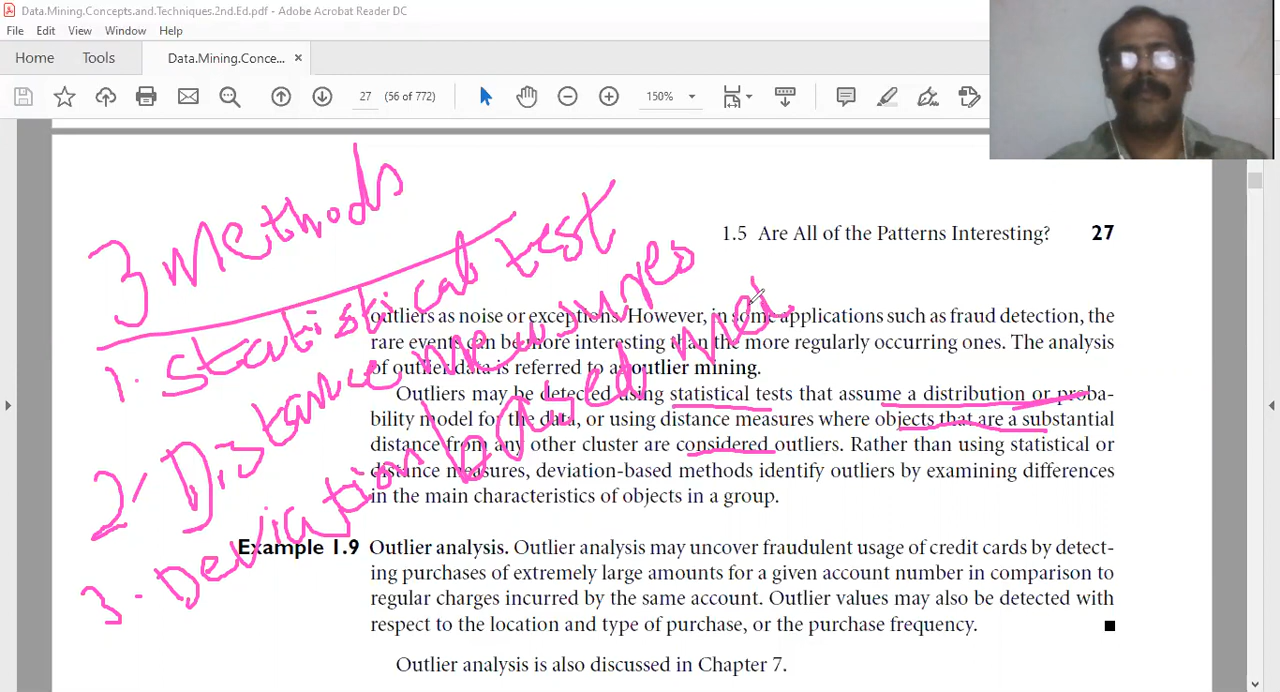 Data.Mining.Concepts.and.Techniques.2nd.Ed.pdf - Adobe Acrobat Reader DC
File Edit View Window Help
Home Tools Data.Mining.Conce... ×
27 (56 of 772) 150%
1.5 Are All of the Patterns Interesting? 27
3 Methods
1. Statistical test
2. Distance measures
3. Deviation based met
outliers as noise or exceptions. However, in some applications such as fraud detection, the
rare events can be more interesting than the more regularly occurring ones. The analysis
of outlier data is referred to as outlier mining.
Outliers may be detected using statistical tests that assume a distribution or proba-
bility model for the data, or using distance measures where objects that are a substantial
distance from any other cluster are considered outliers. Rather than using statistical or
distance measures, deviation-based methods identify outliers by examining differences
in the main characteristics of objects in a group.
Example 1.9 Outlier analysis. Outlier analysis may uncover fraudulent usage of credit cards by detect-
ing purchases of extremely large amounts for a given account number in comparison to
regular charges incurred by the same account. Outlier values may also be detected with
respect to the location and type of purchase, or the purchase frequency.
Outlier analysis is also discussed in Chapter 7.